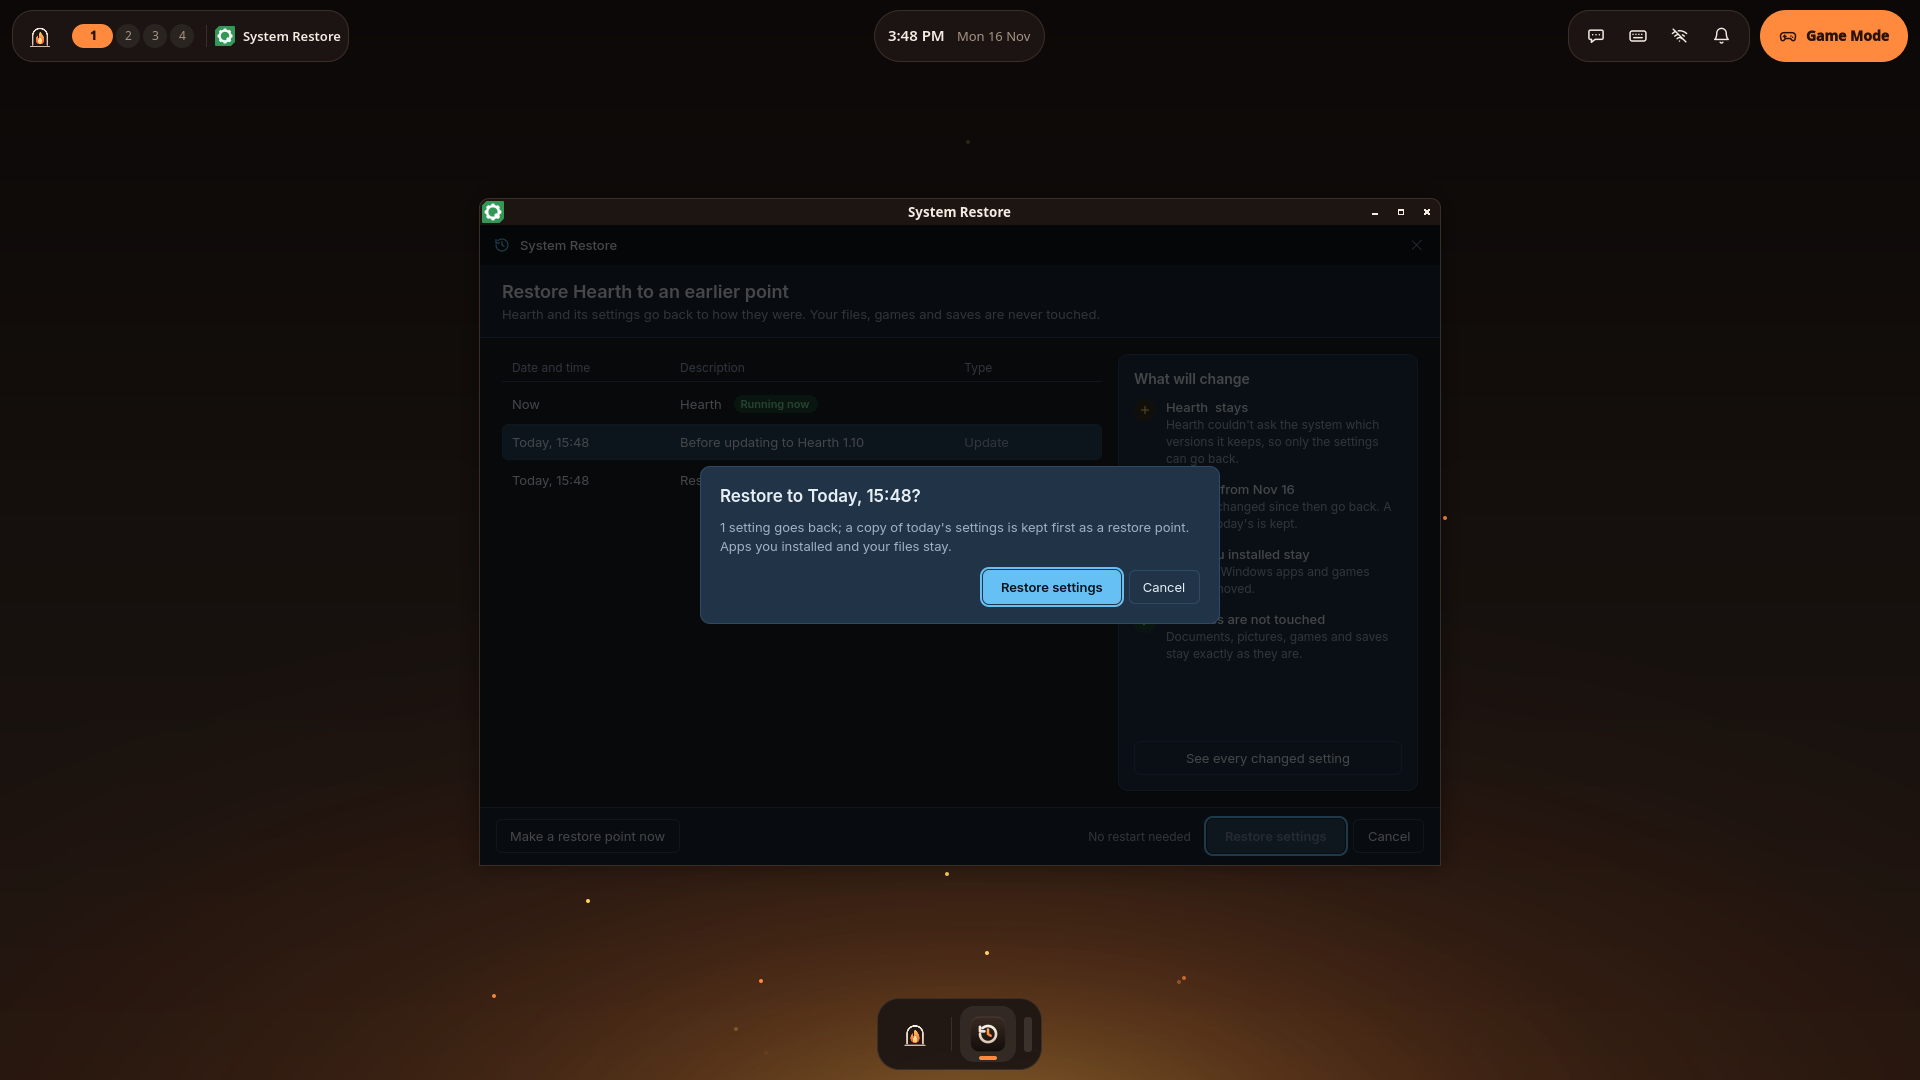 1 2 3 4 System Restore
3:48 PM Mon 16 Nov
Game Mode
System Restore
System Restore
Restore Hearth to an earlier point
Hearth and its settings go back to how they were. Your files, games and saves are never touched.
Date and time Description Type
Now Hearth Running now
Today, 15:48 Before updating to Hearth 1.10 Update
Today, 15:48 Res
What will change
Hearth stays
Hearth couldn't ask the system which
versions it keeps, so only the settings
can go back.
from Nov 16
changed since then go back. A
today's is kept.
installed stay
Windows apps and games
are not touched
Documents, pictures, games and saves
stay exactly as they are.
See every changed setting
Restore to Today, 15:48?
1 setting goes back; a copy of today's settings is kept first as a restore point.
Apps you installed and your files stay.
Restore settings Cancel
Make a restore point now
No restart needed Restore settings Cancel